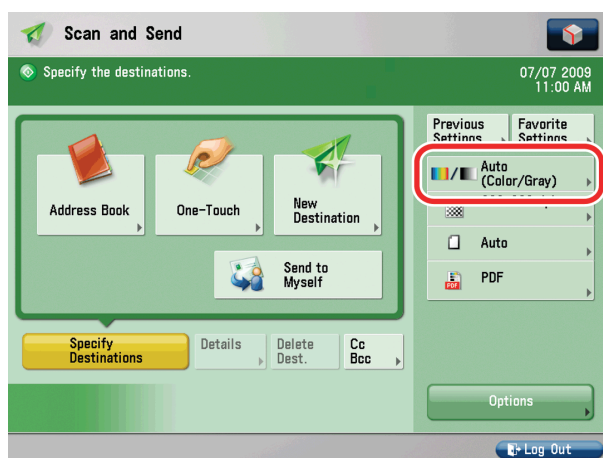 Scan and Send
Specify the destinations.
07/07 2009
11:00 AM
Previous
Settings
Favorite
Settings
Auto
(Color/Gray)
Address Book
One-Touch
New
Destination
Auto
Send to
Myself
PDF
PDF
Specify
Destinations
Details
Delete
Dest.
Cc
Bcc
Options
Log Out